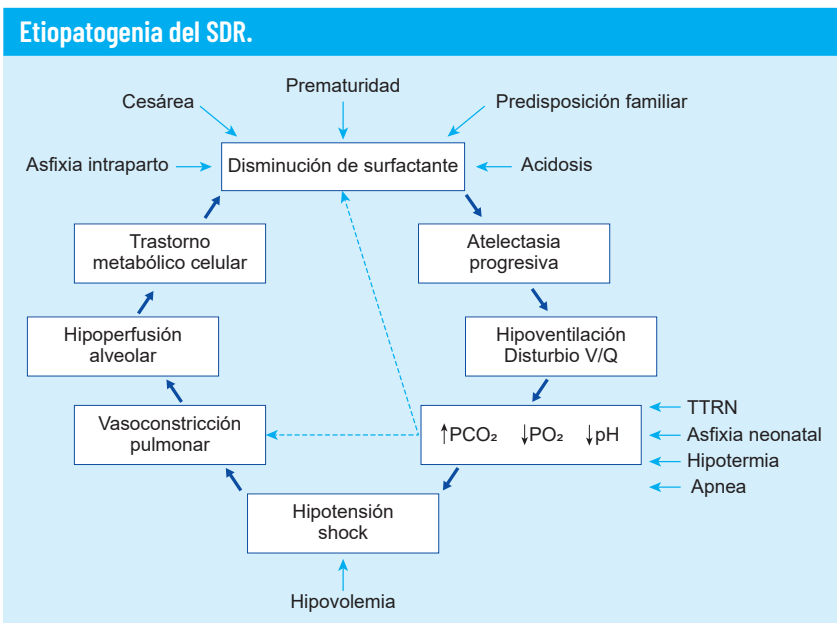 Etiopatogenia del SDR.
Prematuridad
Cesárea
Predisposición familiar
Asfixia intraparto
Disminución de surfactante
Acidosis
Trastorno
metabólico celular
Atelectasia
progresiva
Hipoperfusión
alveolar
Hipoventilación
Disturbio V/Q
Vasoconstricción
pulmonar
↑PCO₂ ↓PO₂ ↓pH
TTRN
Asfixia neonatal
Hipotermia
Apnea
Hipotensión
shock
Hipovolemia